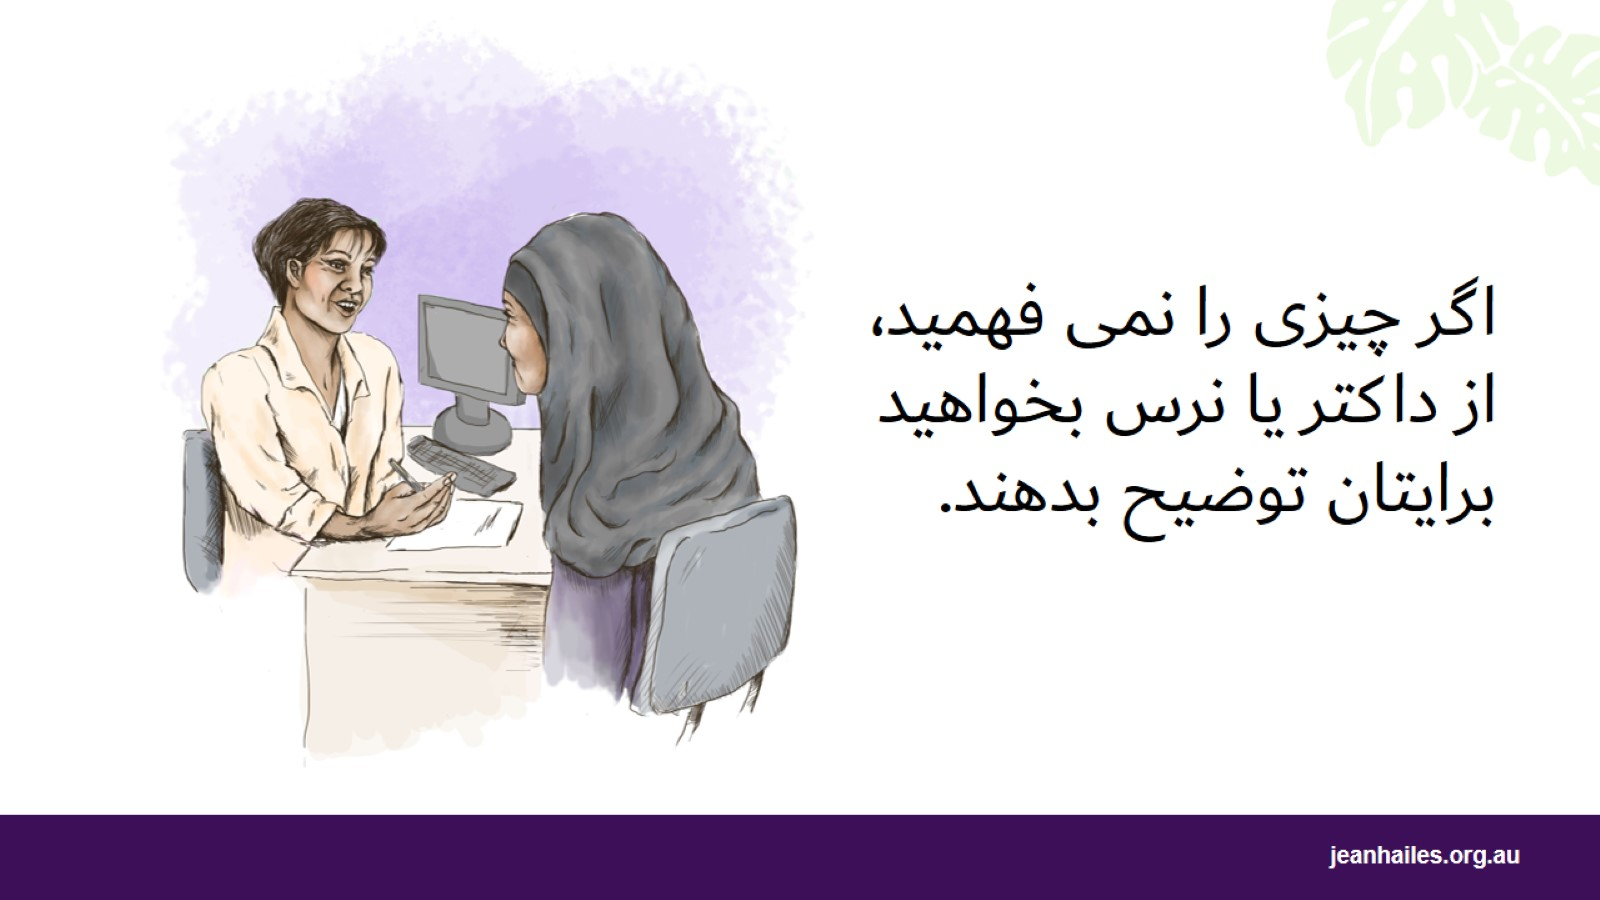 اگر چیزی را نمی فهمید،
از داکتر یا نرس بخواهید
برایتان توضیح بدهند.
jeanhailes.org.au